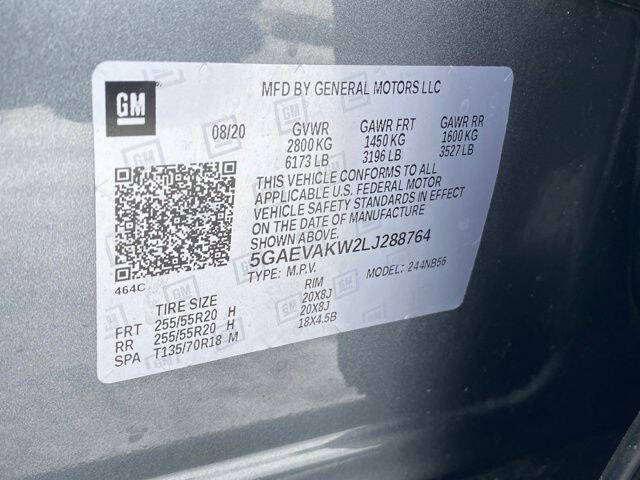 GM
MFD BY GENERAL MOTORS LLC
08/20 GVWR GAWR FRT GAWR RR
2800 KG 1450 KG 1600 KG
6173 LB 3196 LB 3527 LB
THIS VEHICLE CONFORMS TO ALL
APPLICABLE U.S. FEDERAL MOTOR
VEHICLE SAFETY STANDARDS IN EFFECT
ON THE DATE OF MANUFACTURE
SHOWN ABOVE.
5GAEVAKW2LJ288764
TYPE: M.P.V. MODEL: 244NB56
464C
TIRE SIZE RIM
FRT 255/55R20 H 20X8J
RR 255/55R20 H 20X8J
SPA T135/70R18 M 18X4.5B